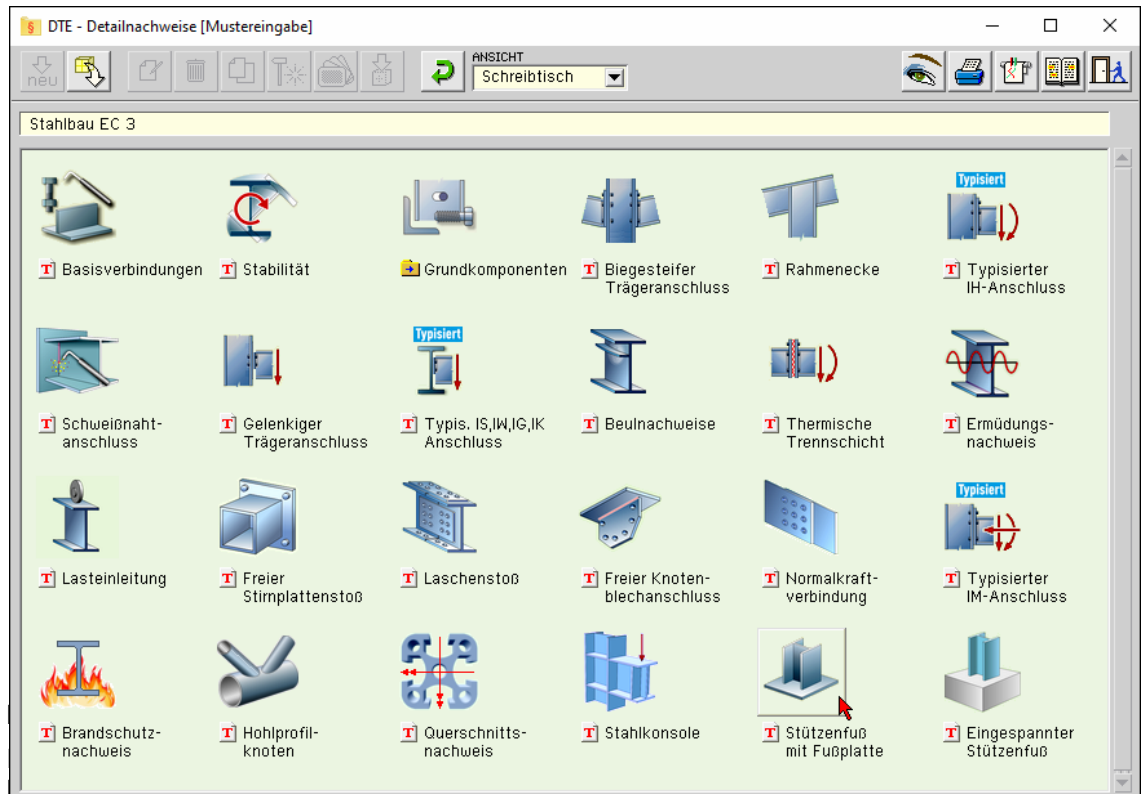 DTE - Detailnachweise [Mustereingabe]
neu
ANSICHT
Schreibtisch
Stahlbau EC 3
Basisverbindungen
Stabilität
Grundkomponenten
Biegesteifer
Trägeranschluss
Rahmenecke
Typisiert
Typisierter
IH-Anschluss
Schweißnaht-
anschluss
Gelenkiger
Trägeranschluss
Typisiert
Typis. IS,IW,IG,IK
Anschluss
Beulnachweise
Thermische
Trennschicht
Ermüdungs-
nachweis
Lasteinleitung
Freier
Stirnplattenstoß
Laschenstoß
Freier Knoten-
blechanschluss
Normalkraft-
verbindung
Typisiert
Typisierter
IM-Anschluss
Brandschutz-
nachweis
Hohlprofil-
knoten
Querschnitts-
nachweis
Stahlkonsole
Stützenfuß
mit Fußplatte
Eingespannter
Stützenfuß